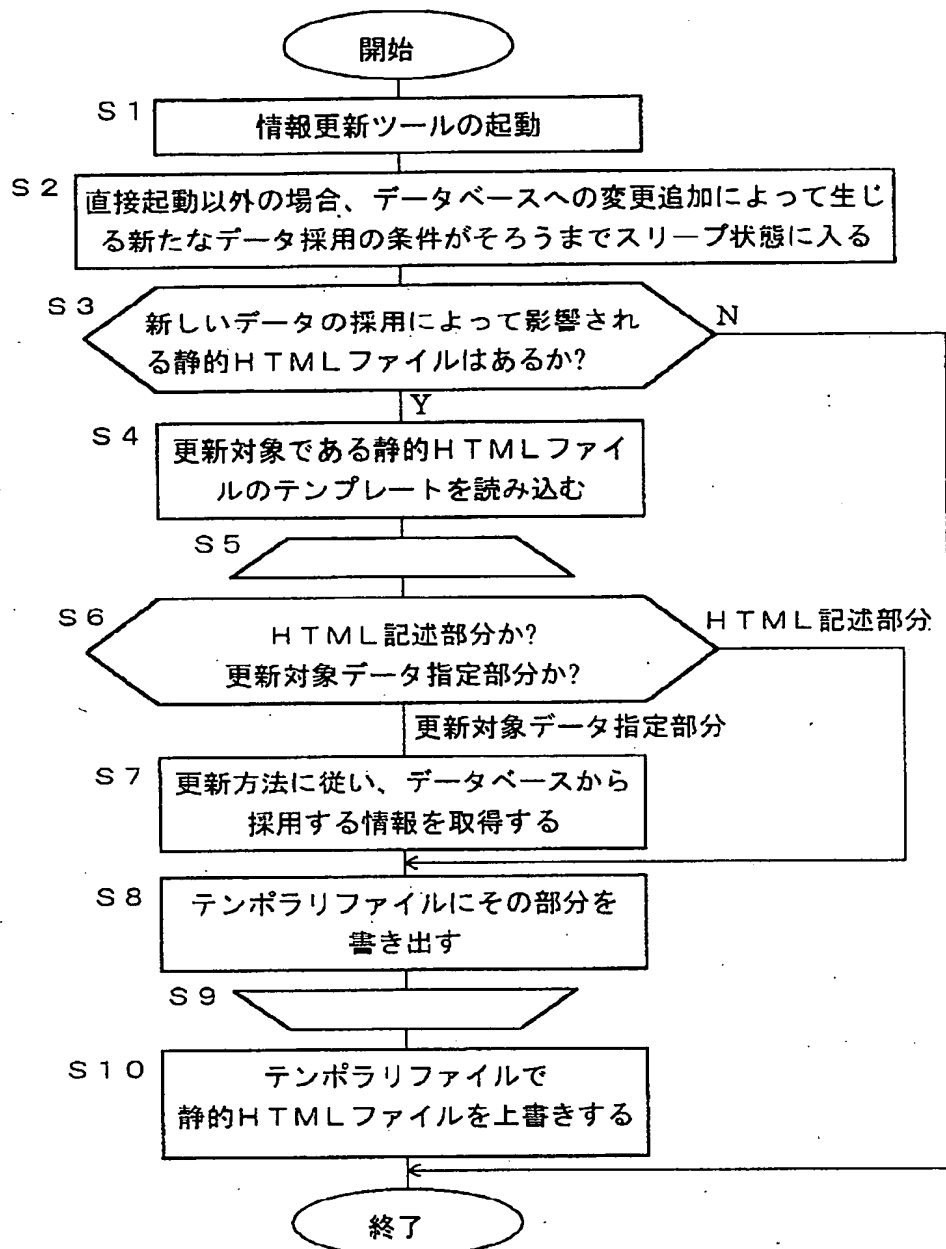 開始
S1
情報更新ツールの起動
S2
直接起動以外の場合、データベースへの変更追加によって生じ
る新たなデータ採用の条件がそろうまでスリープ状態に入る
S3
新しいデータの採用によって影響され
る静的HTMLファイルはあるか?
N
Y
S4
更新対象である静的HTMLファイ
ルのテンプレートを読み込む
S5
S6
HTML記述部分か?
更新対象データ指定部分か?
HTML記述部分
更新対象データ指定部分
S7
更新方法に従い、データベースから
採用する情報を取得する
S8
テンポラリファイルにその部分を
書き出す
S9
S10
テンポラリファイルで
静的HTMLファイルを上書きする
終了